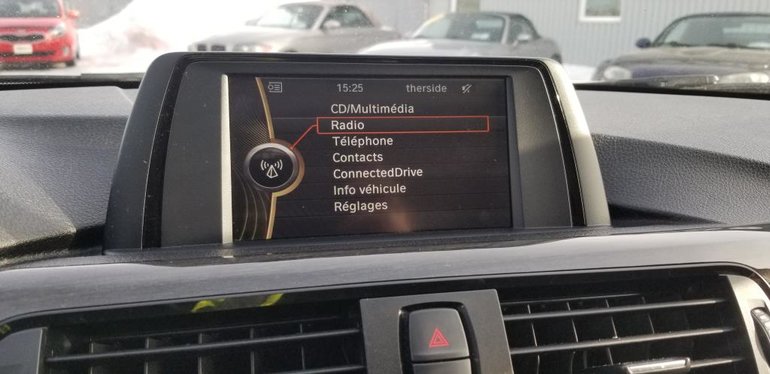 15:25 therside
CD/Multimédia
Radio
Téléphone
Contacts
ConnectedDrive
Info véhicule
Réglages